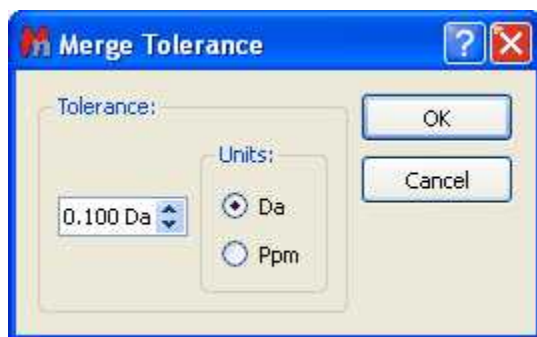 Merge Tolerance
Tolerance:
OK
Units:
Cancel
0.100 Da
Da
Ppm